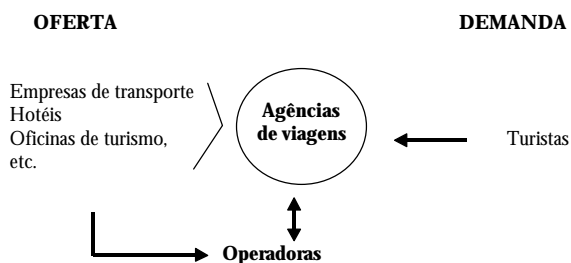 OFERTA
DEMANDA
Empresas de transporte
Hotéis
Oficinas de turismo,
etc.
Agências
de viagens
Turistas
Operadoras